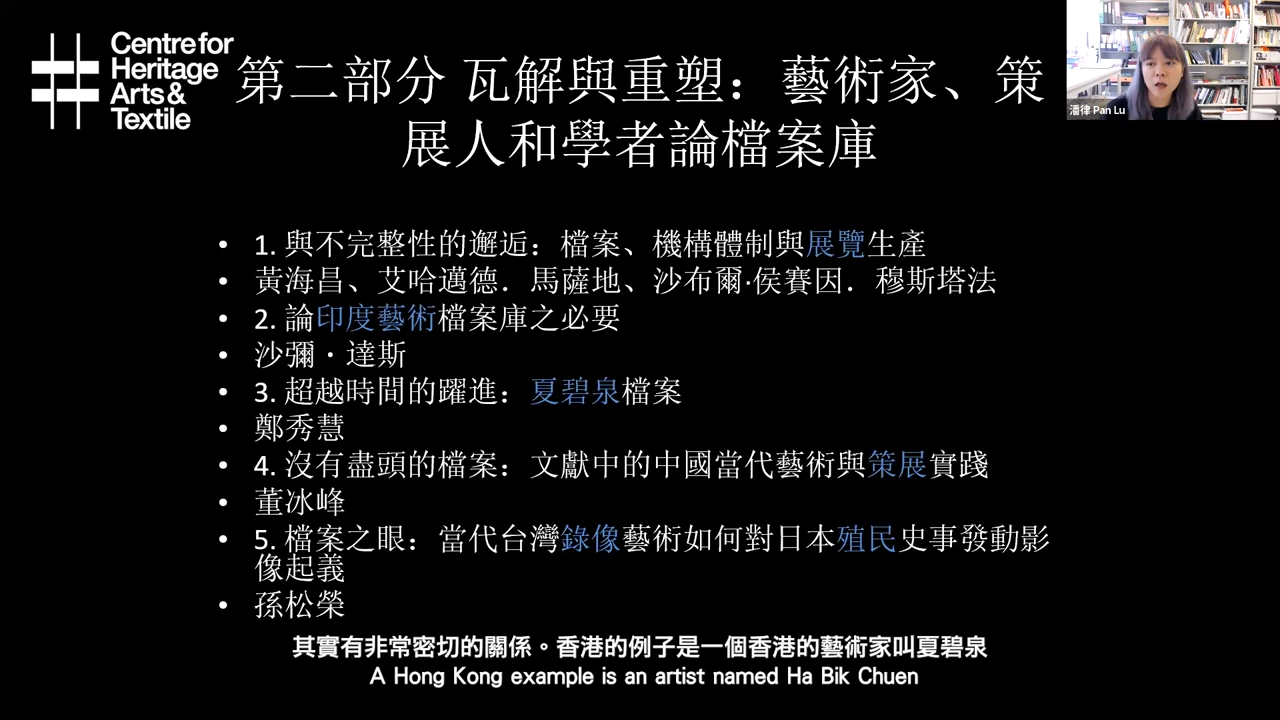 Centre for
Heritage
Arts &
Textile
第二部分 瓦解與重塑：藝術家、策
展人和學者論檔案庫
潘律 Pan Lu
• 1. 與不完整性的邂逅：檔案、機構體制與展覽生產
• 黃海昌、艾哈邁德．馬薩地、沙布爾·侯賽因．穆斯塔法
• 2. 論印度藝術檔案庫之必要
• 沙彌・達斯
• 3. 超越時間的躍進：夏碧泉檔案
• 鄭秀慧
• 4. 沒有盡頭的檔案：文獻中的中國當代藝術與策展實踐
• 董冰峰
• 5. 檔案之眼：當代台灣錄像藝術如何對日本殖民史事發動影
像起義
• 孫松榮
其實有非常密切的關係。香港的例子是一個香港的藝術家叫夏碧泉
A Hong Kong example is an artist named Ha Bik Chuen